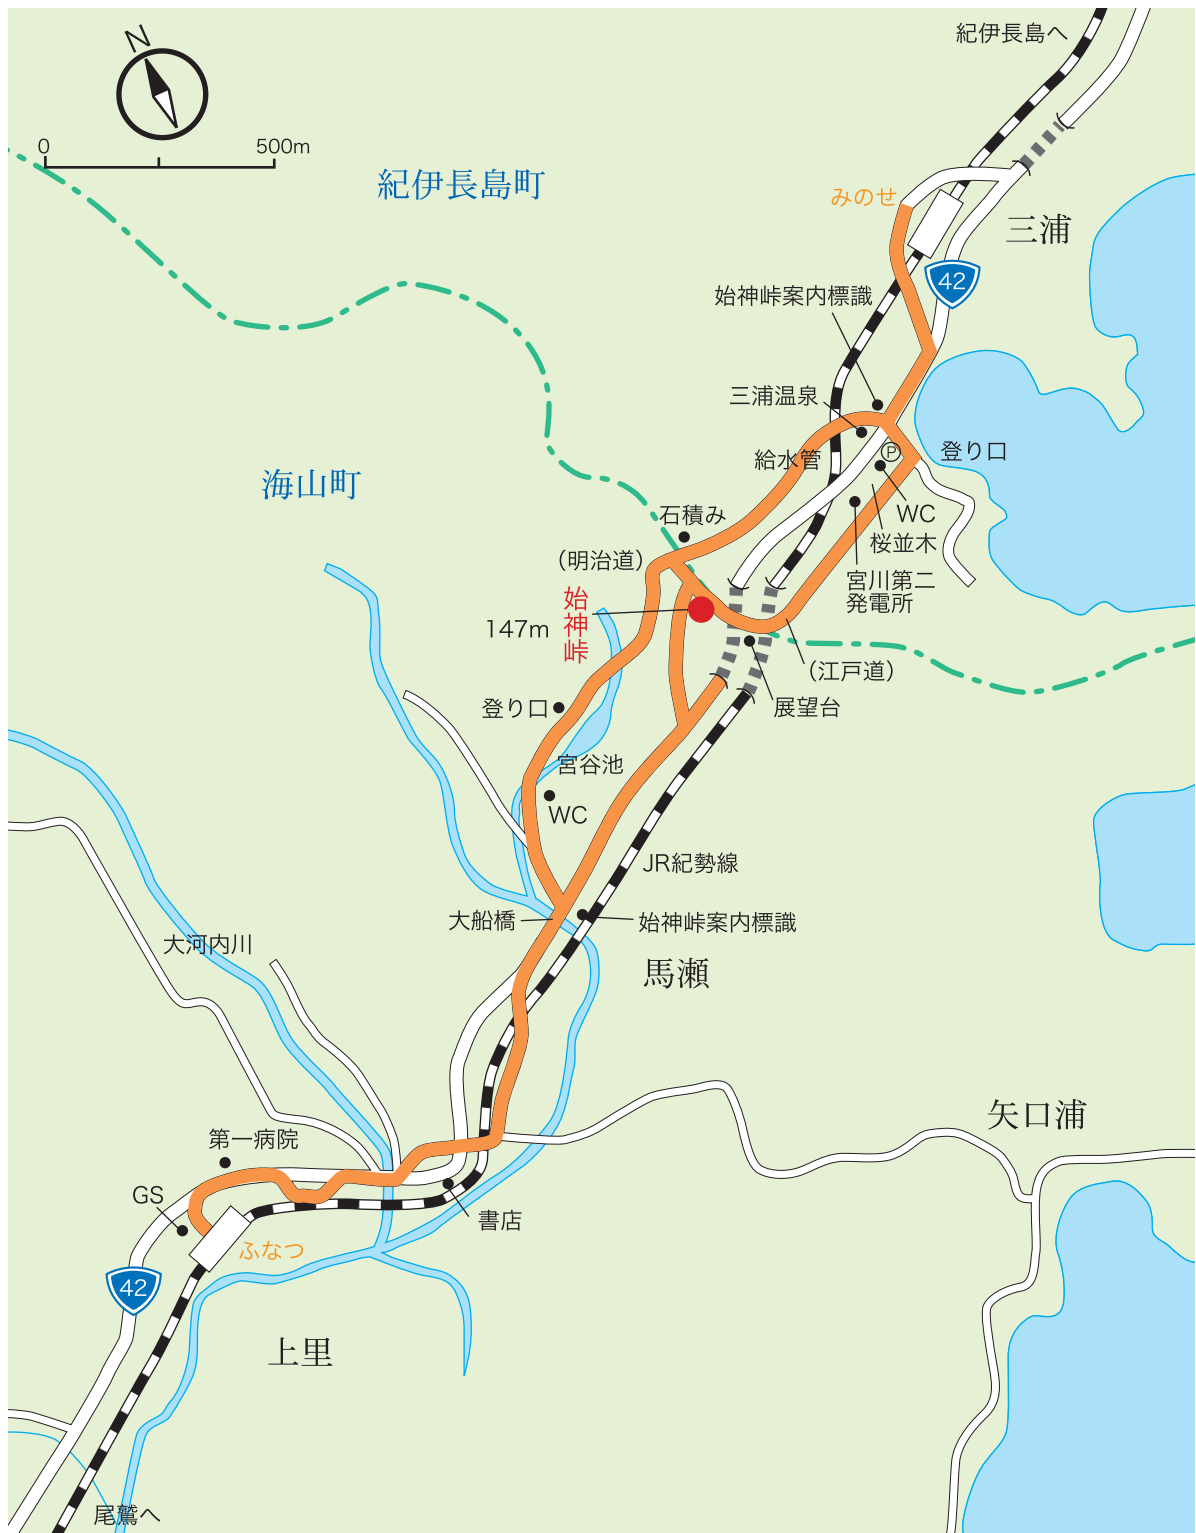 紀伊長島へ
N
0 500m
紀伊長島町
みのせ
三浦
42
始神峠案内標識
三浦温泉
P
登り口
給水管
海山町
WC
石積み
桜並木
(明治道)
宮川第二
発電所
始神峠
147m
(江戸道)
登り口
展望台
宮谷池
WC
JR紀勢線
大船橋
始神峠案内標識
大河内川
馬瀬
矢口浦
第一病院
GS
書店
ふなつ
42
上里
尾鷲へ